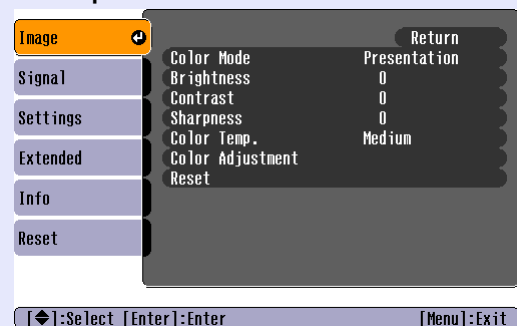 Image
Signal
Settings
Extended
Info
Reset
Return
Color Mode Presentation
Brightness 0
Contrast 0
Sharpness 0
Color Temp. Medium
Color Adjustment
Reset
[◆]:Select [Enter]:Enter [Menu]:Exit